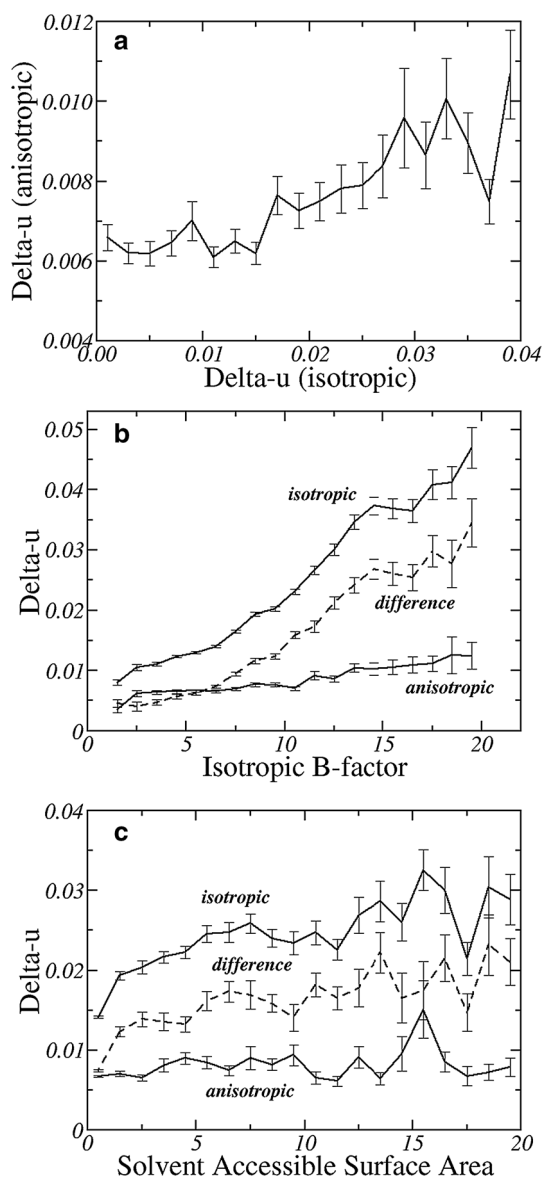 a
0.012
0.010
0.008
0.006
0.004
Delta-u (anisotropic)
0.00 0.01 0.02 0.03 0.04
Delta-u (isotropic)
b
0.05
0.04
0.03
0.02
0.01
0
Delta-u
isotropic
difference
anisotropic
0 5 10 15 20
Isotropic B-factor
c
0.04
0.03
0.02
0.01
0
Delta-u
isotropic
difference
anisotropic
0 5 10 15 20
Solvent Accessible Surface Area